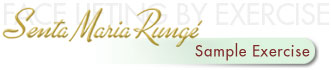 FACE LIFTING BY EXERCISE
Senta Maria Rungé
Sample Exercise